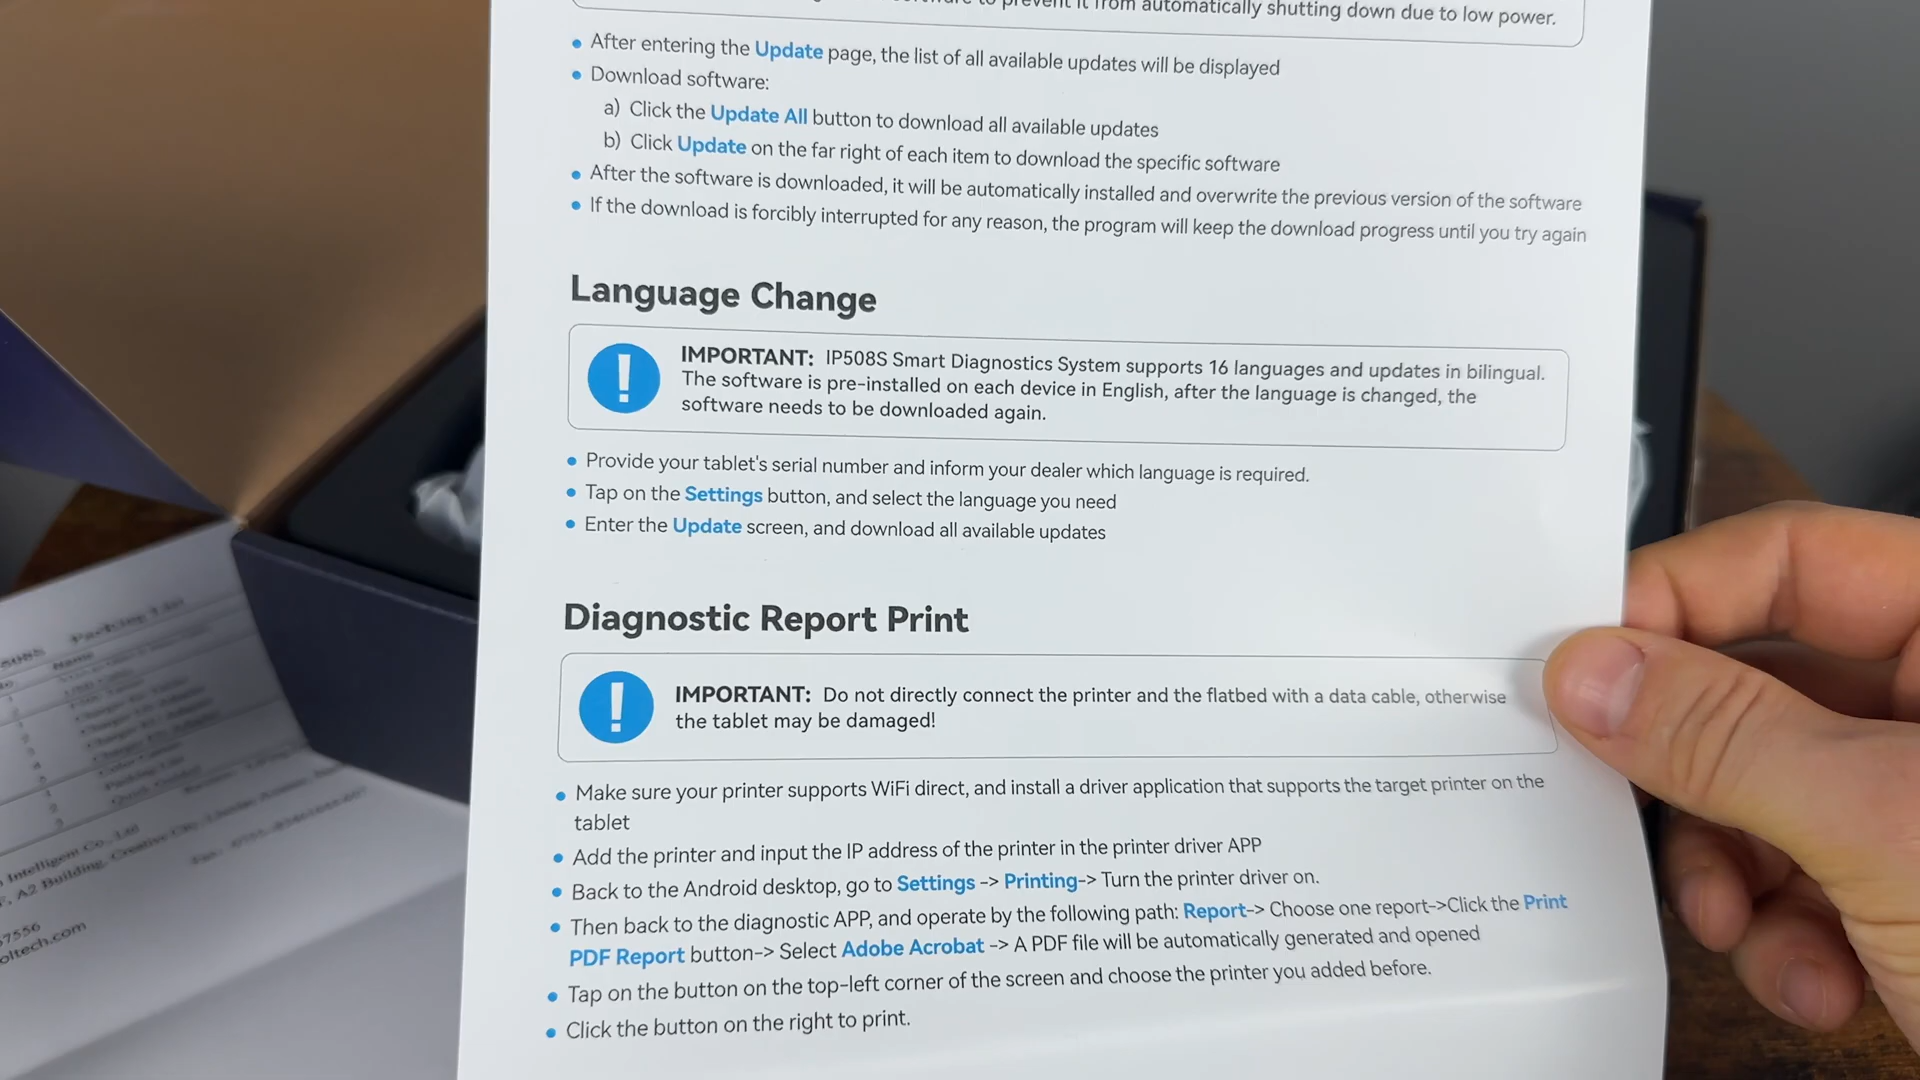 to prevent it from automatically shutting down due to low power.
• After entering the Update page, the list of all available updates will be displayed
• Download software:
a) Click the Update All button to download all available updates
b) Click Update on the far right of each item to download the specific software
• After the software is downloaded, it will be automatically installed and overwrite the previous version of the software
• If the download is forcibly interrupted for any reason, the program will keep the download progress until you try again
Language Change
IMPORTANT: IP508S Smart Diagnostics System supports 16 languages and updates in bilingual.
The software is pre-installed on each device in English, after the language is changed, the
software needs to be downloaded again.
• Provide your tablet's serial number and inform your dealer which language is required.
• Tap on the Settings button, and select the language you need
• Enter the Update screen, and download all available updates
Diagnostic Report Print
IMPORTANT: Do not directly connect the printer and the flatbed with a data cable, otherwise
the tablet may be damaged!
• Make sure your printer supports WiFi direct, and install a driver application that supports the target printer on the
tablet
• Add the printer and input the IP address of the printer in the printer driver APP
• Back to the Android desktop, go to Settings -> Printing-> Turn the printer driver on.
• Then back to the diagnostic APP, and operate by the following path: Report-> Choose one report->Click the Print
PDF Report button-> Select Adobe Acrobat -> A PDF file will be automatically generated and opened
• Tap on the button on the top-left corner of the screen and choose the printer you added before.
• Click the button on the right to print.
Packing List
Name
Intelligent Co., Ltd
A2 Building, Creative City,
7556
oltech.com